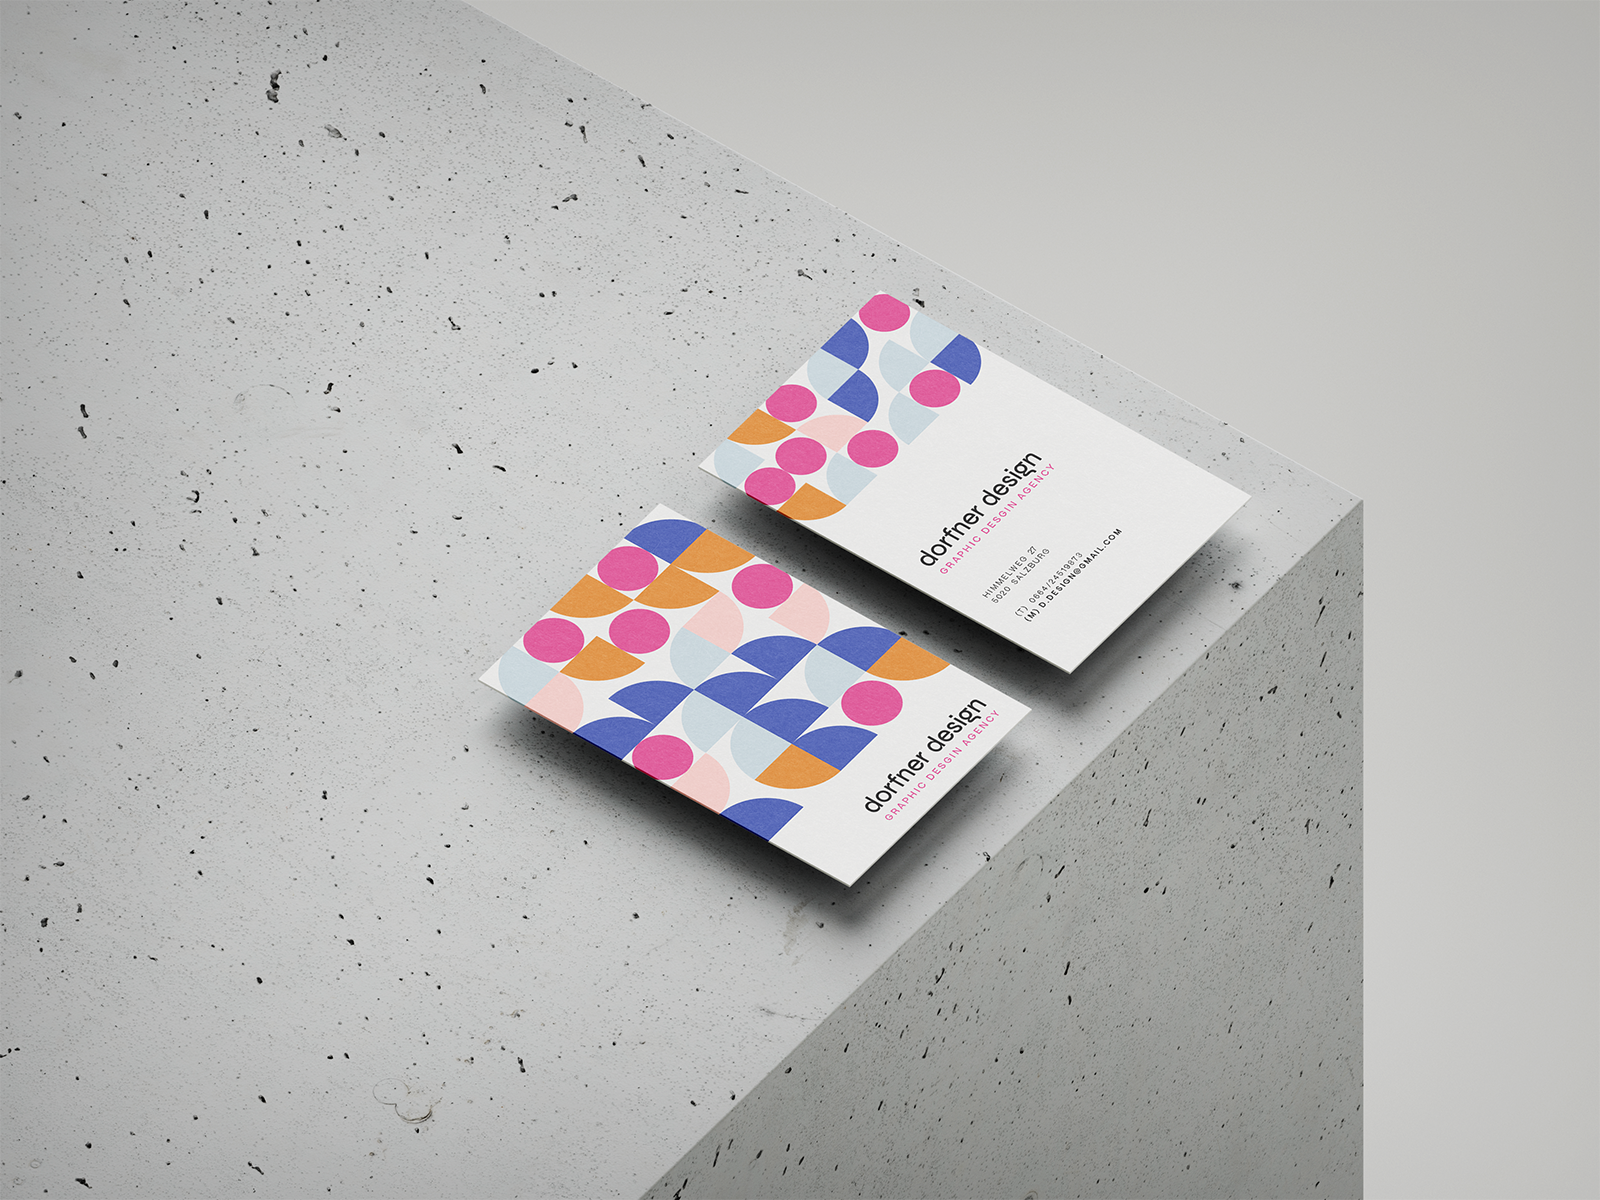 dorfner design
GRAPHIC DESGIN AGENCY
HIMMELWEG 27
5020 SALZBURG
(T) 0664/24519873
(M) D.DESIGN@GMAIL.COM
dorfner design
GRAPHIC DESGIN AGENCY